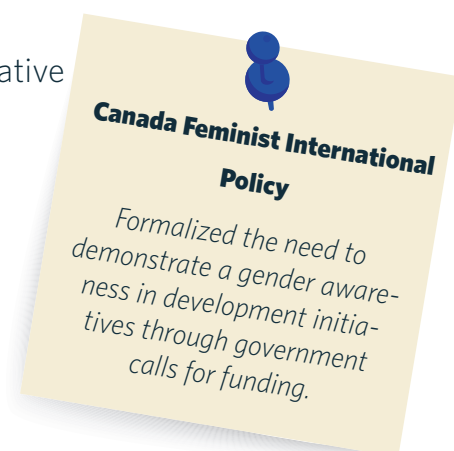 ative
Canada Feminist International
Policy
Formalized the need to
demonstrate a gender aware-
ness in development initia-
tives through government
calls for funding.